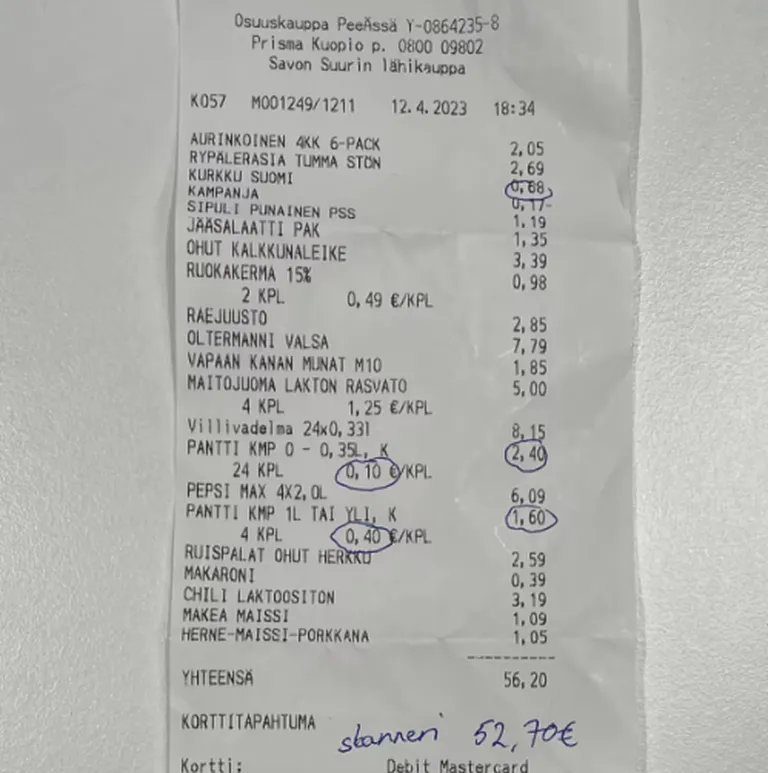 Osuuskauppa PeeÄssä Y-0864235-8
Prisma Kuopio p. 0800 09802
Savon Suurin lähikauppa
K057 M001249/1211 12.4.2023 18:34
AURINKOINEN 4KK 6-PACK 2,05
RYPÄLERASIA TUMMA STÖN 2,69
KURKKU SUOMI 0,68
KAMPANJA 0,17-
SIPULI PUNAINEN PSS 1,19
JÄÄSALAATTI PAK 1,35
OHUT KALKKUNALEIKE 3,39
RUOKAKERMA 15% 0,98
2 KPL 0,49 €/KPL
RAEJUUSTO 2,85
OLTERMANNI VALSA 7,79
VAPAAN KANAN MUNAT M10 1,85
MAITOJUOMA LAKTON RASVATO 5,00
4 KPL 1,25 €/KPL
Villivadelma 24x0,33l 8,15
PANTTI KMP 0 - 0,35L, K 2,40
24 KPL 0,10 €/KPL
PEPSI MAX 4X2,0L 6,09
PANTTI KMP 1L TAI YLI, K 1,60
4 KPL 0,40 €/KPL
RUISPALAT OHUT HERKKU 2,59
MAKARONI 0,39
CHILI LAKTOOSITON 3,19
MAKEA MAISSI 1,09
HERNE-MAISSI-PORKKANA 1,05
----------
YHTEENSÄ 56,20
KORTTITAPAHTUMA
skanneri 52,70€
Kortti: Debit Mastercard